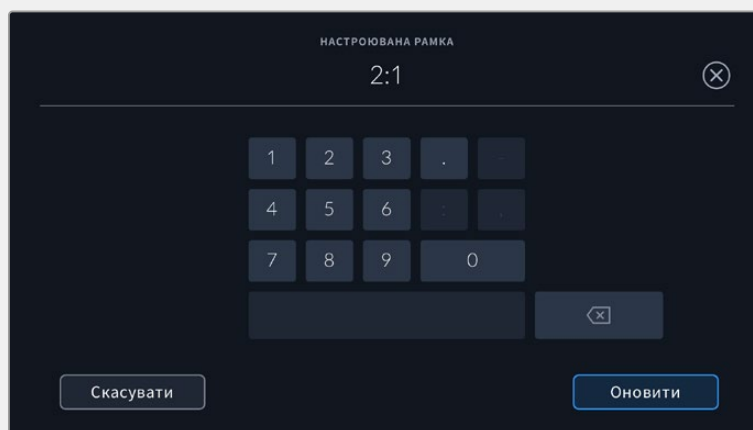 НАСТРОЮВАНА РАМКА
2:1
1 2 3 . -
4 5 6 : ,
7 8 9 0
Скасувати Оновити